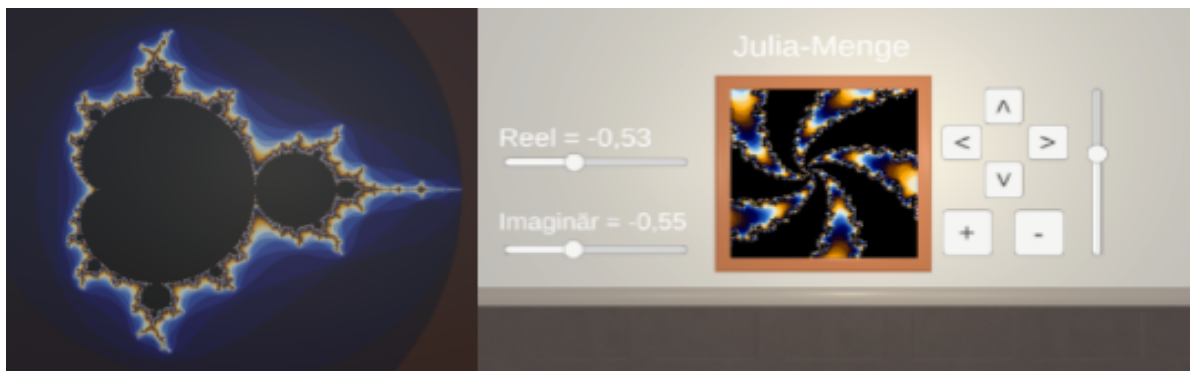 Julia-Menge
Reel = -0,53
Imaginär = -0,55
<
^
>
v
+
-